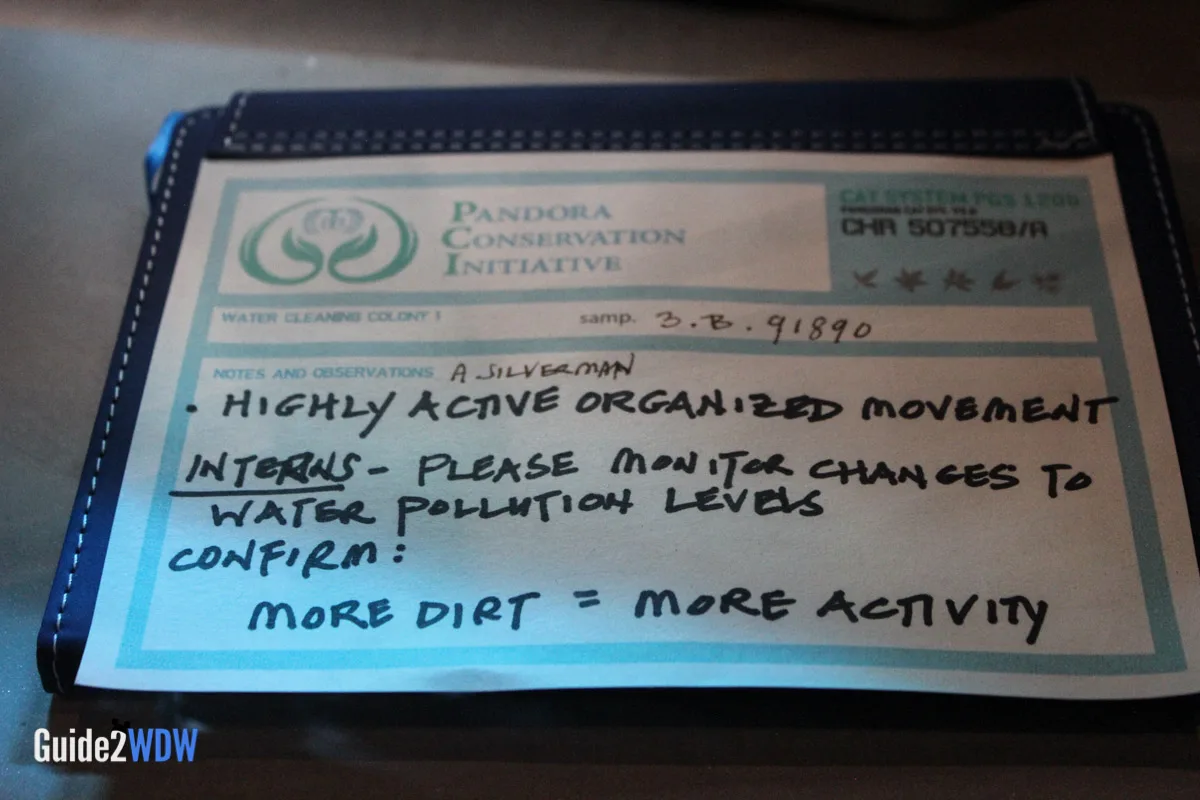 PANDORA
CONSERVATION
INITIATIVE
CAT SYSTEM PGS 1200
CHR 507550/A
WATER CLEANING COLONY 1
samp. 3.B.91890
NOTES AND OBSERVATIONS A SILVERMAN
• HIGHLY ACTIVE ORGANIZED MOVEMENT
INTERNS - PLEASE MONITOR CHANGES TO
WATER POLLUTION LEVELS
CONFIRM:
MORE DIRT = MORE ACTIVITY
Guide2WDW